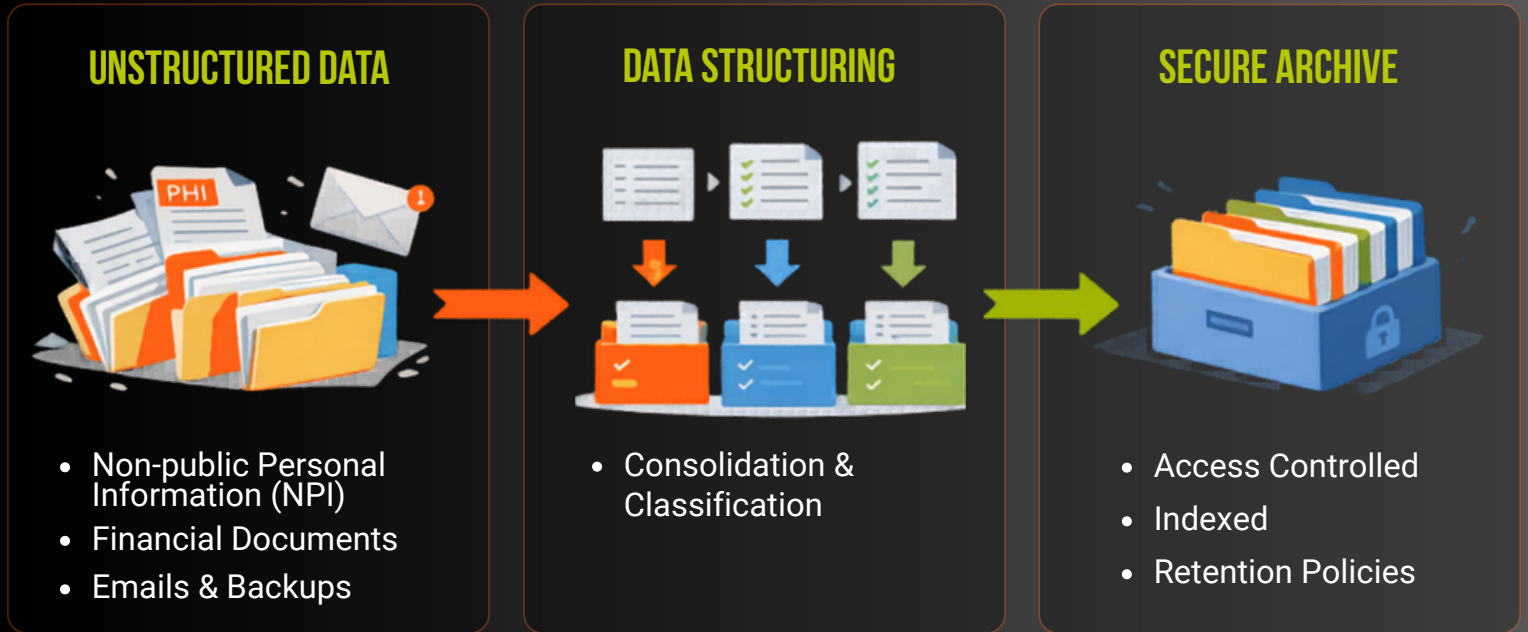 UNSTRUCTURED DATA
PHI
1
• Non-public Personal
Information (NPI)
• Financial Documents
• Emails & Backups
DATA STRUCTURING
• Consolidation &
Classification
SECURE ARCHIVE
• Access Controlled
• Indexed
• Retention Policies